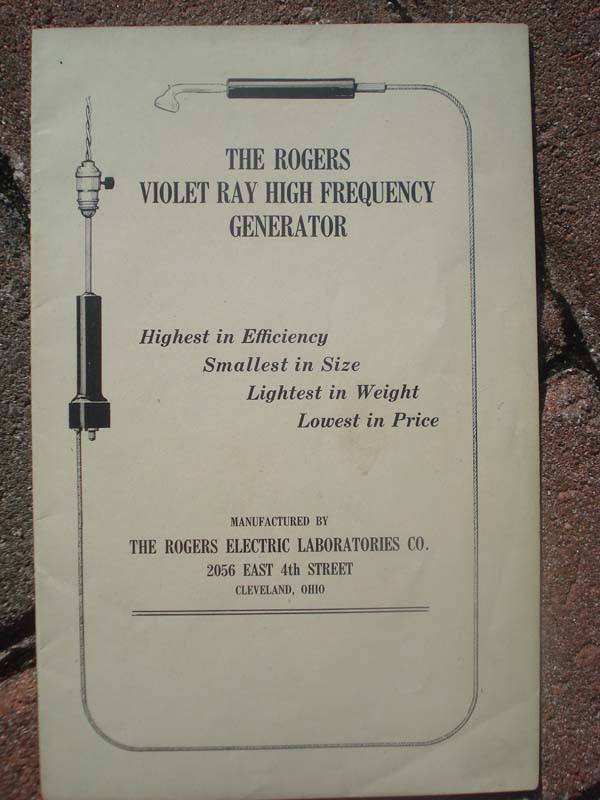 THE ROGERS
VIOLET RAY HIGH FREQUENCY
GENERATOR
Highest in Efficiency
Smallest in Size
Lightest in Weight
Lowest in Price
MANUFACTURED BY
THE ROGERS ELECTRIC LABORATORIES CO.
2056 EAST 4th STREET
CLEVELAND, OHIO